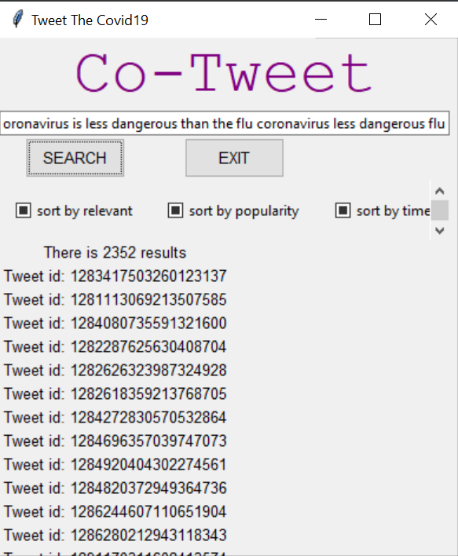 Tweet The Covid19
Co-Tweet
oronavirus is less dangerous than the flu coronavirus less dangerous flu
SEARCH EXIT
sort by relevant sort by popularity sort by time
There is 2352 results
Tweet id: 1283417503260123137
Tweet id: 1281113069213507585
Tweet id: 1284080735591321600
Tweet id: 1282287625630408704
Tweet id: 1282626323987324928
Tweet id: 1282618359213768705
Tweet id: 1284272830570532864
Tweet id: 1284696357039747073
Tweet id: 1284920404302274561
Tweet id: 1284820372949364736
Tweet id: 1286244607110651904
Tweet id: 1286280212943118343
Tweet id: